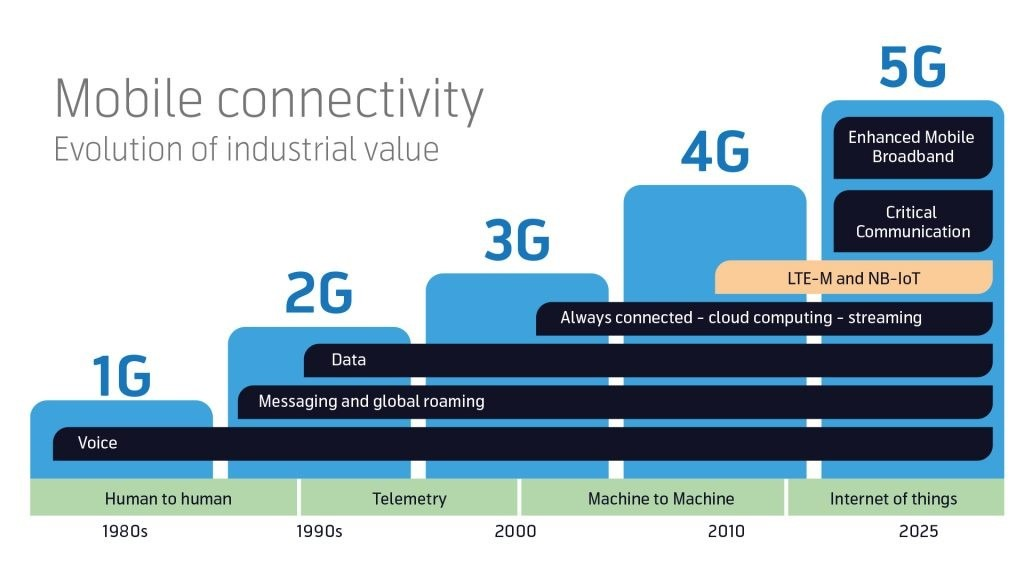 Mobile connectivity
Evolution of industrial value
1G
2G
3G
4G
5G
Enhanced Mobile
Broadband
Critical
Communication
LTE-M and NB-IoT
Always connected - cloud computing - streaming
Data
Messaging and global roaming
Voice
Human to human
Telemetry
Machine to Machine
Internet of things
1980s
1990s
2000
2010
2025